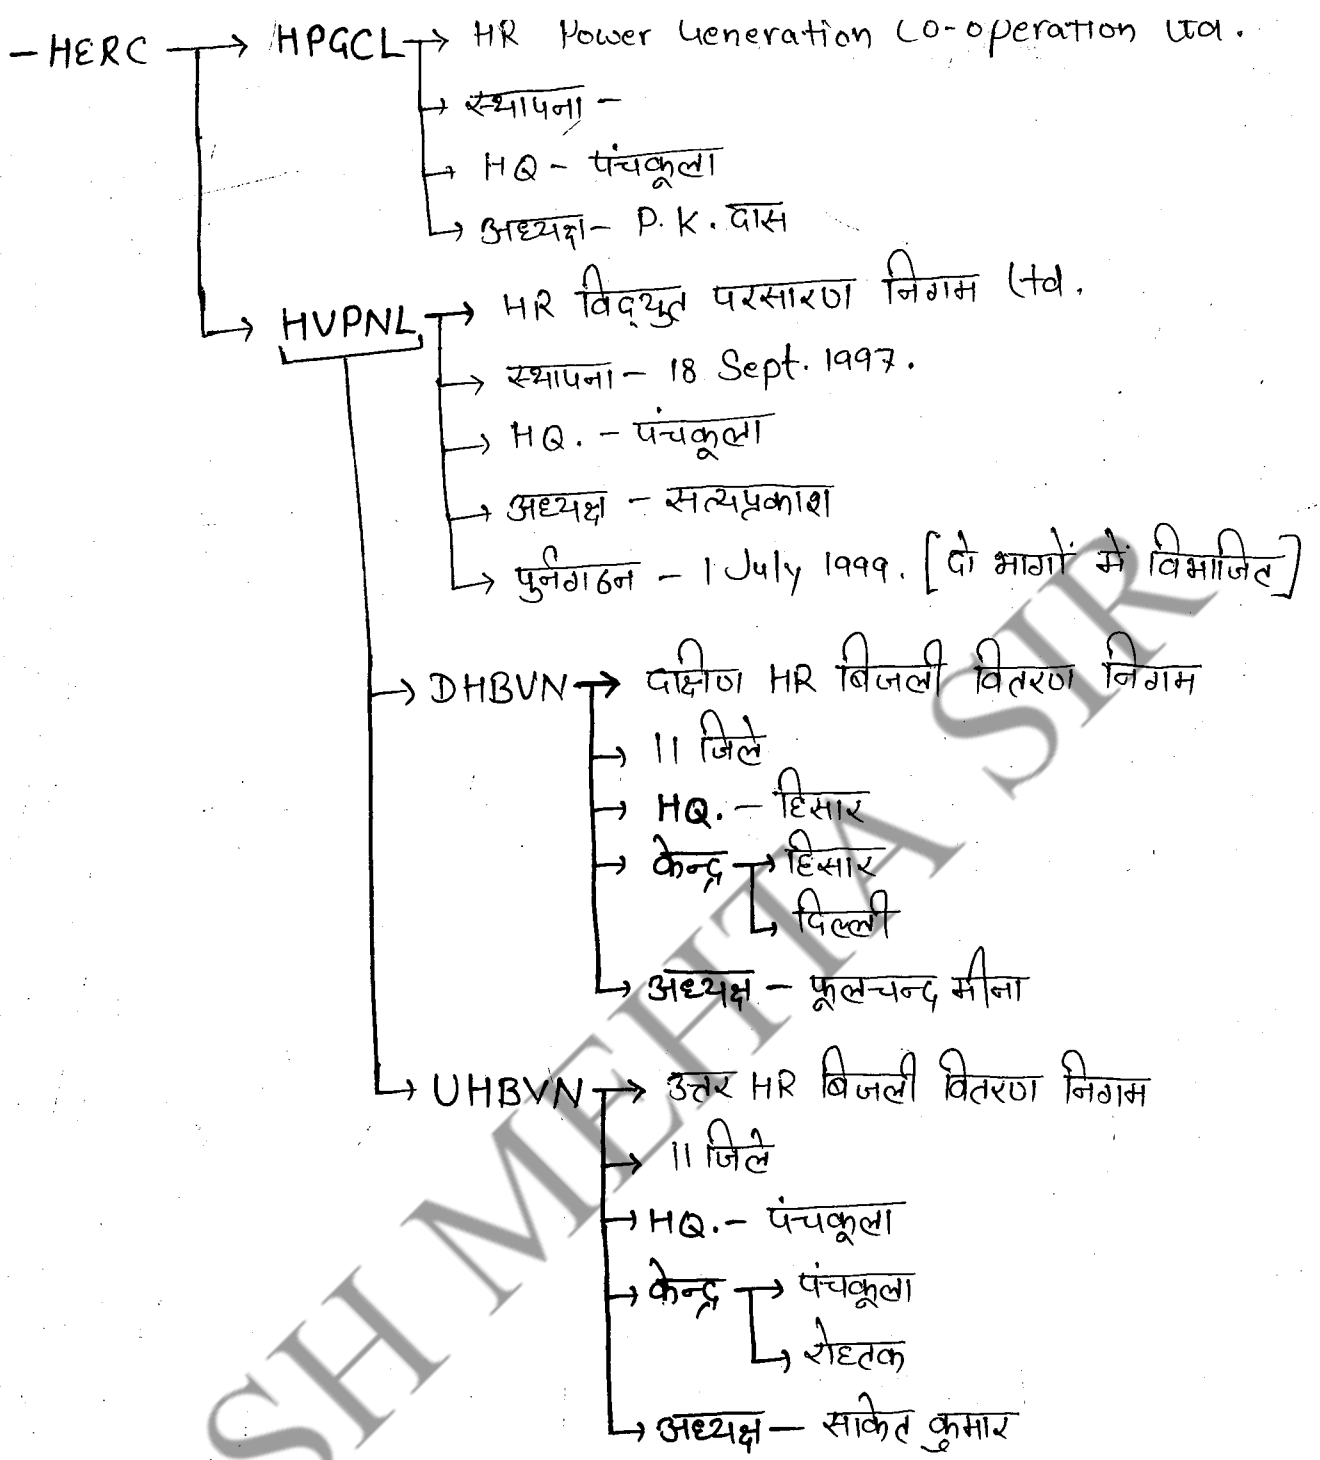 - HERC → HPGCL → HR Power Generation Co-operation Ltd.
→ स्थापना -
→ HQ - पंचकूला
→ अध्यक्ष - P. K. दास
→ HVPNL → HR विद्युत परसारण निगम Ltd.
→ स्थापना - 18 Sept. 1997.
→ HQ. - पंचकूला
→ अध्यक्ष - सत्यप्रकाश
→ पुर्नगठन - 1 July 1999. [दो भागों में विभाजित]
→ DHBVN → दक्षिण HR बिजली वितरण निगम
→ 11 जिले
→ HQ. - हिसार
→ केन्द्र → हिसार
→ दिल्ली
→ अध्यक्ष - फूलचन्द मीना
→ UHBVN → उत्तर HR बिजली वितरण निगम
→ 11 जिले
→ HQ. - पंचकूला
→ केन्द्र → पंचकूला
→ रोहतक
→ अध्यक्ष - साकेत कुमार
SH MEHTA SIR